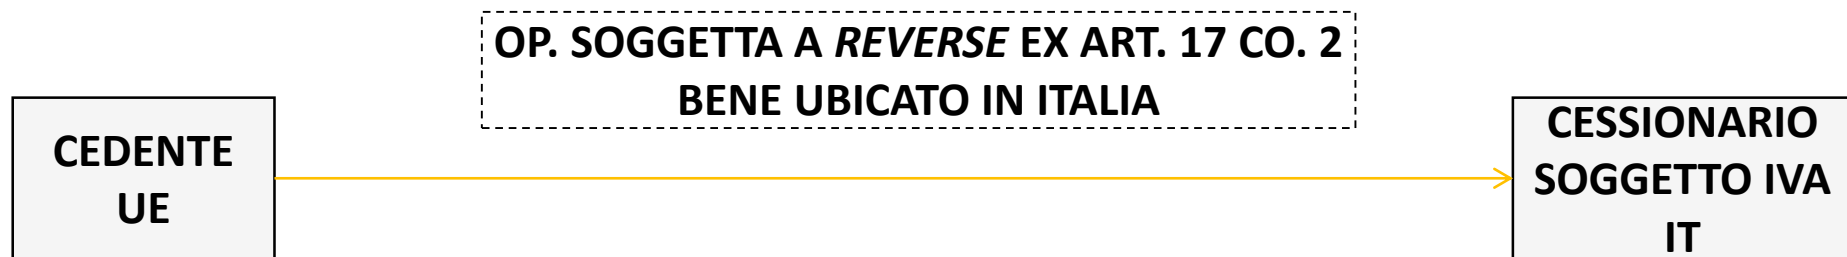 OP. SOGGETTA A REVERSE EX ART. 17 CO. 2
BENE UBICATO IN ITALIA
CEDENTE
UE
CESSIONARIO
SOGGETTO IVA
IT